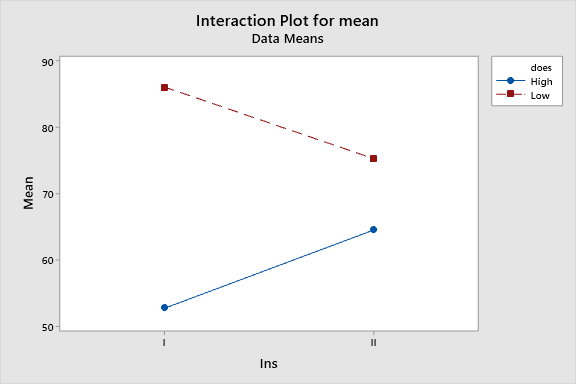 Interaction Plot for mean
Data Means
does
High
Low
90
80
70
60
50
Mean
I
II
Ins